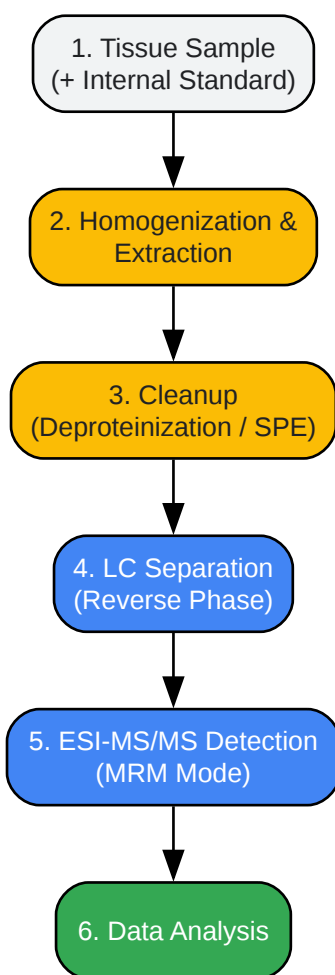 1. Tissue Sample
(+ Internal Standard)
2. Homogenization &
Extraction
3. Cleanup
(Deproteinization / SPE)
4. LC Separation
(Reverse Phase)
5. ESI-MS/MS Detection
(MRM Mode)
6. Data Analysis